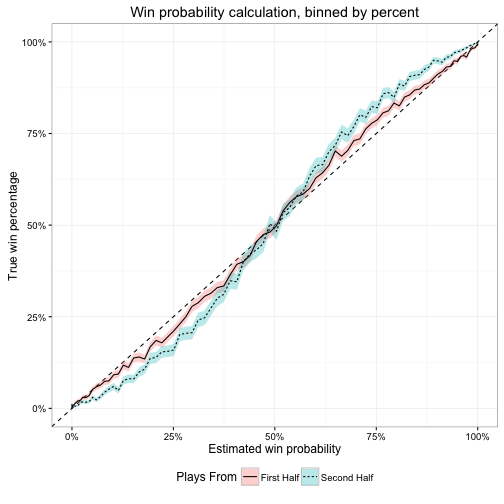 Win probability calculation, binned by percent
100%
75%
50%
25%
0%
True win percentage
0%
25%
50%
75%
100%
Estimated win probability
Plays From
First Half
Second Half